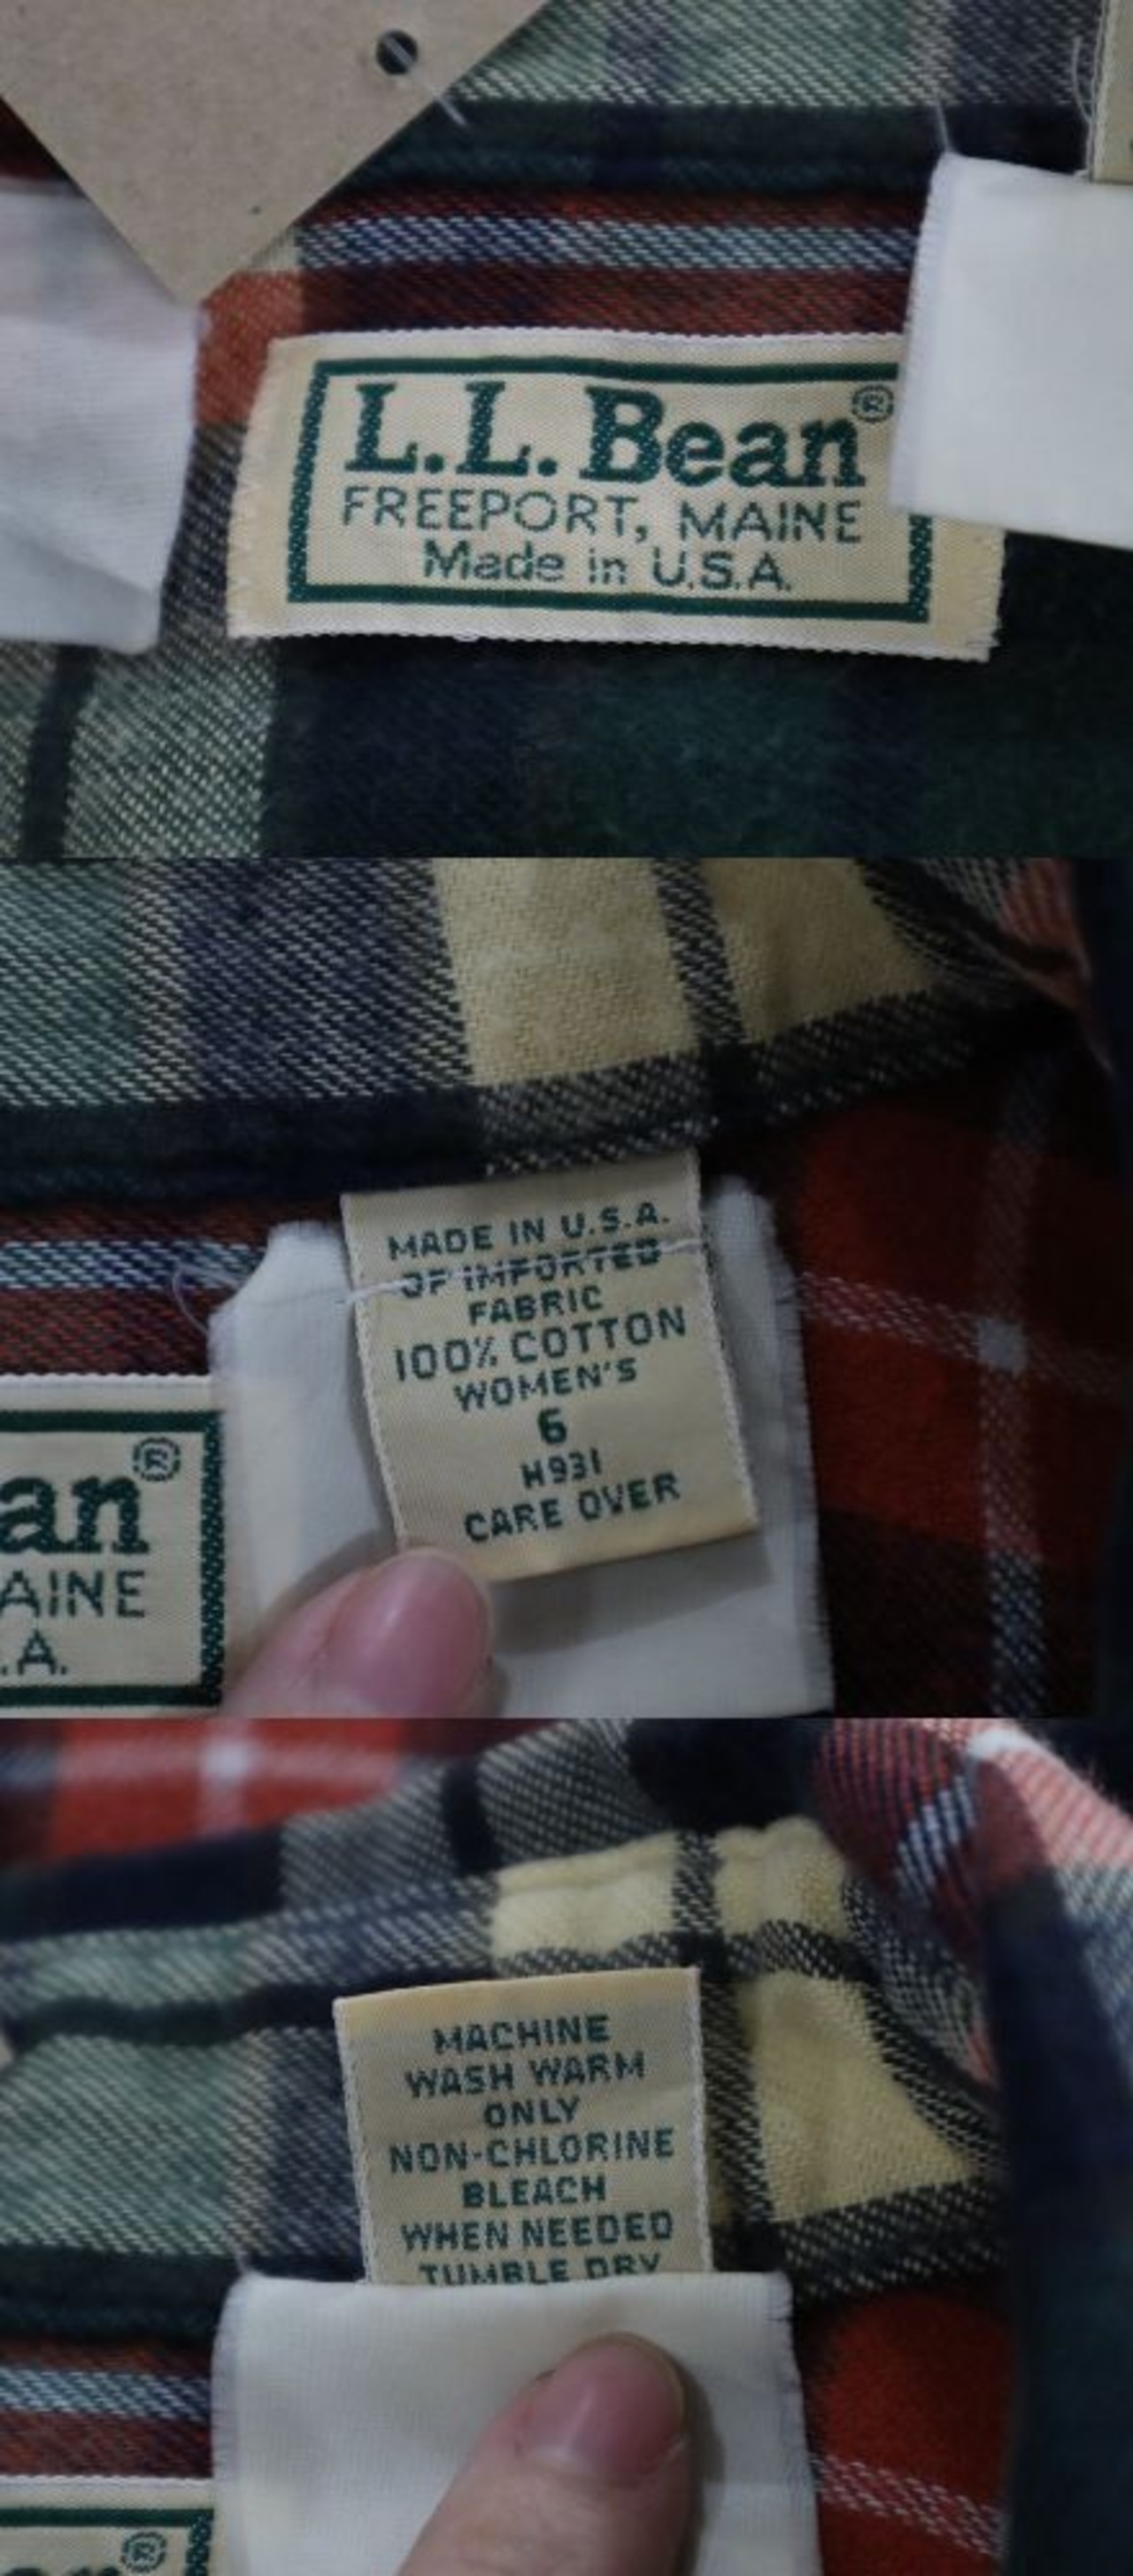 L.L.Bean®
FREEPORT, MAINE
Made in U.S.A.
MADE IN U.S.A.
OF IMPORTED
FABRIC
100% COTTON
WOMEN'S
6
H931
CARE OVER
an®
AINE
.A.
MACHINE
WASH WARM
ONLY
NON-CHLORINE
BLEACH
WHEN NEEDED
TUMBLE DRY
®